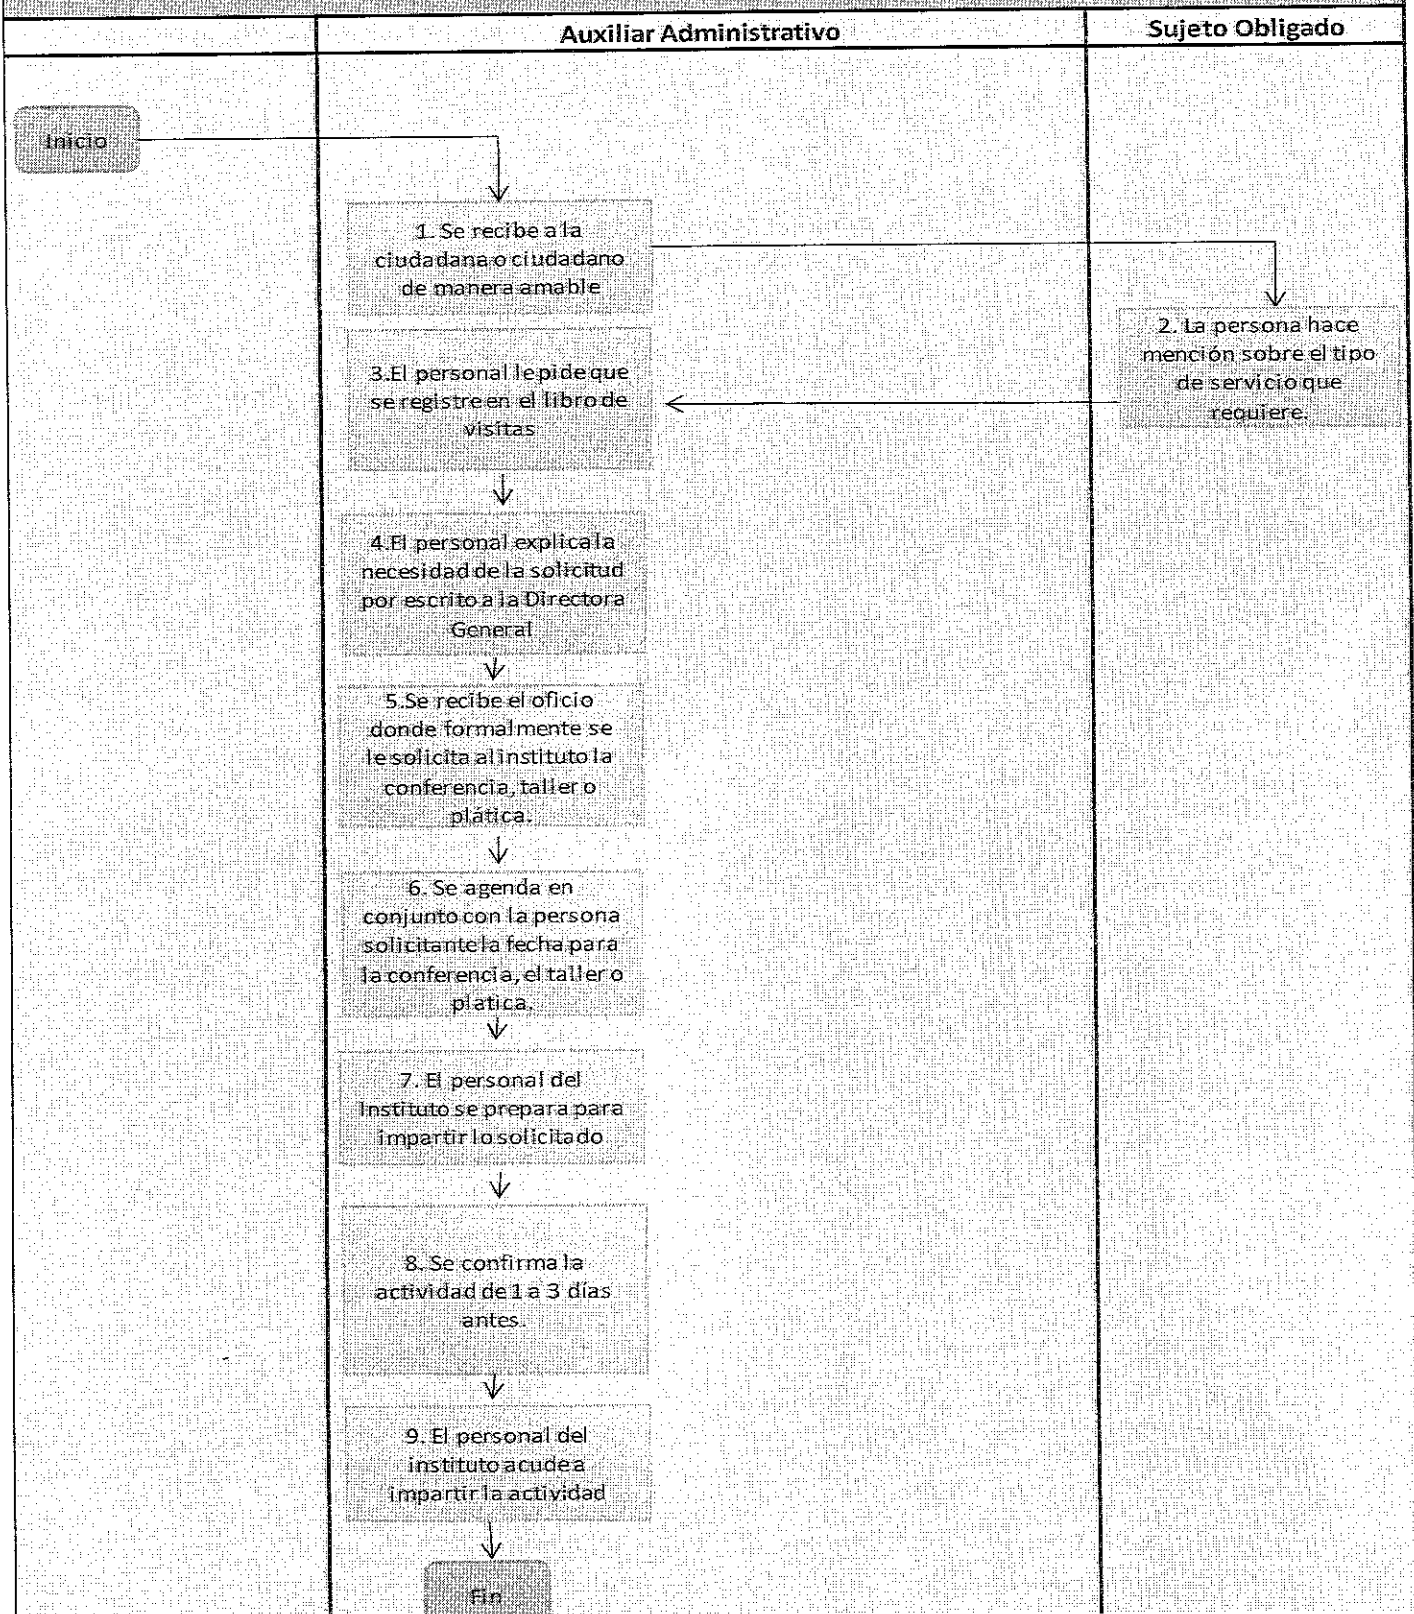 Auxiliar Administrativo
Sujeto Obligado
Inicio
1. Se recibe a la
ciudadana o ciudadano
de manera amable
2. La persona hace
mención sobre el tipo
de servicio que
requiere.
3.El personal le pide que
se registre en el libro de
visitas
4.El personal explica la
necesidad de la solicitud
por escrito a la Directora
General
5.Se recibe el oficio
donde formalmente se
le solicita al instituto la
conferencia, taller o
plática.
6. Se agenda en
conjunto con la persona
solicitante la fecha para
la conferencia, el taller o
platica.
7. El personal del
Instituto se prepara para
impartir lo solicitado
8. Se confirma la
actividad de 1 a 3 días
antes.
9. El personal del
instituto acude a
impartir la actividad
Fin